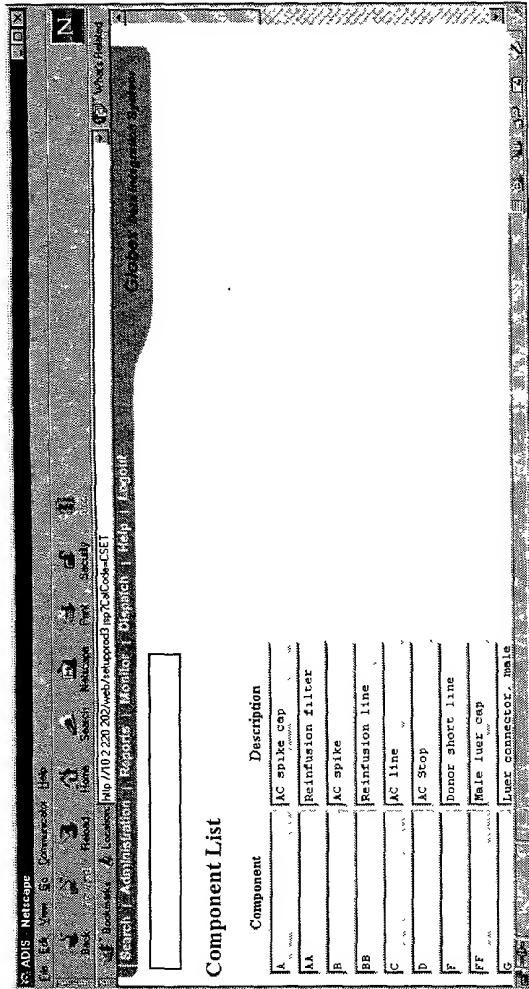 ADIS - Netscape
File Edit View Go Communicator Help
Back Reload Home Search Netscape Print Security
Bookmarks Location: http://10.2.220.202/web/setupprod3.jsp?CalCode=CSET What's Related
Search | Administration | Reports | Monitor | Dispatch | Help | Logout
Component List
Component Description
A AC spike cap
AA Reinfusion filter
B AC spike
BB Reinfusion line
C AC line
D AC Stop
F Donor short line
FF Male luer cap
G Luer connector, male